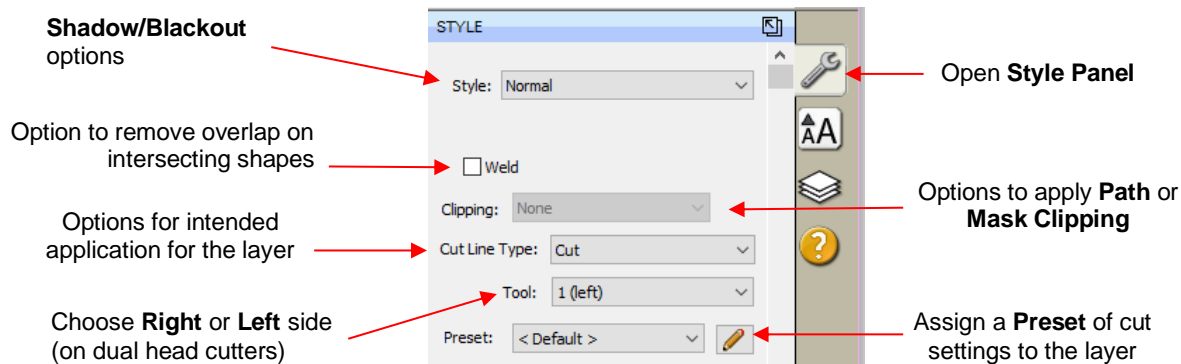 Shadow/Blackout
options
STYLE
Style: Normal
Open Style Panel
AA
Option to remove overlap on
intersecting shapes
Weld
Clipping: None
Options to apply Path or
Mask Clipping
Options for intended
application for the layer
Cut Line Type: Cut
?
Tool: 1 (left)
Choose Right or Left side
(on dual head cutters)
Preset: < Default >
Assign a Preset of cut
settings to the layer